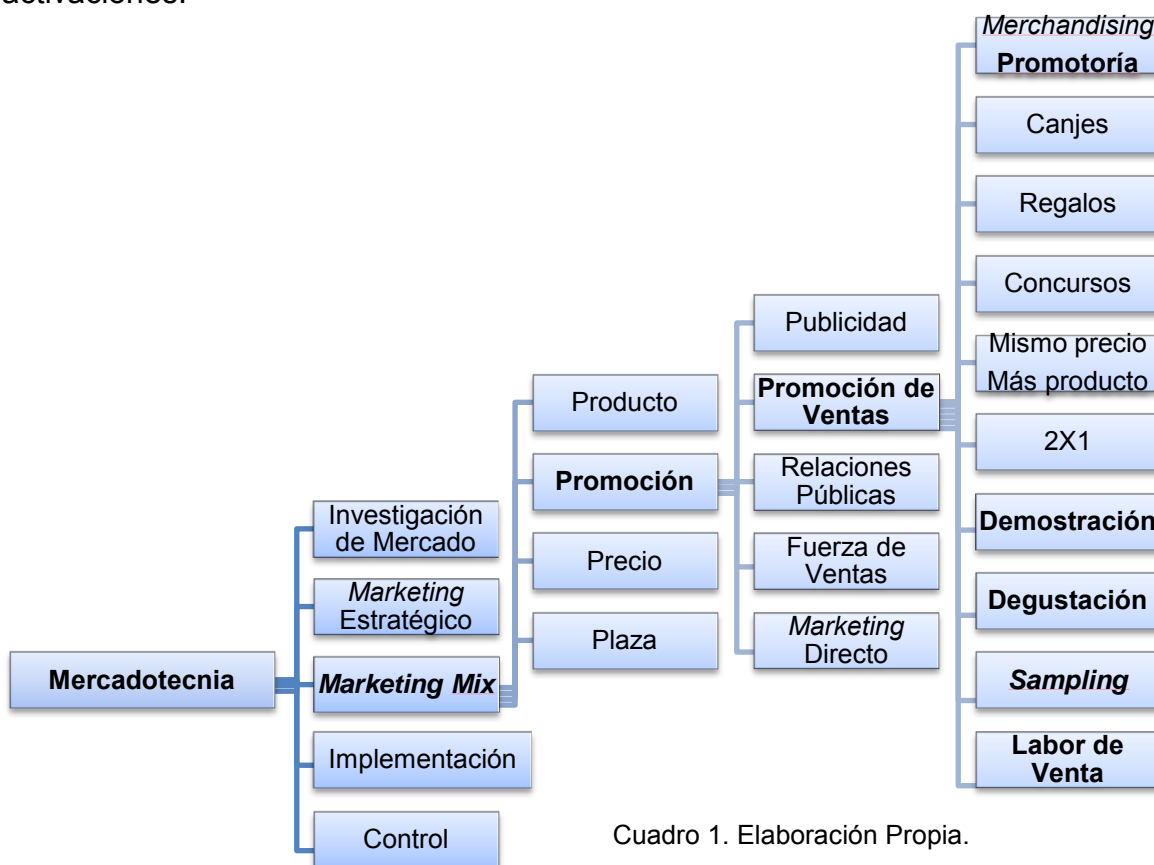 activaciones.
Merchandising
Promotoría
Canjes
Regalos
Concursos
Mismo precio
Más producto
2X1
Demostración
Degustación
Sampling
Labor de
Venta
Publicidad
Promoción de
Ventas
Relaciones
Públicas
Fuerza de
Ventas
Marketing
Directo
Producto
Promoción
Precio
Plaza
Investigación
de Mercado
Marketing
Estratégico
Marketing Mix
Implementación
Control
Mercadotecnia
Cuadro 1. Elaboración Propia.